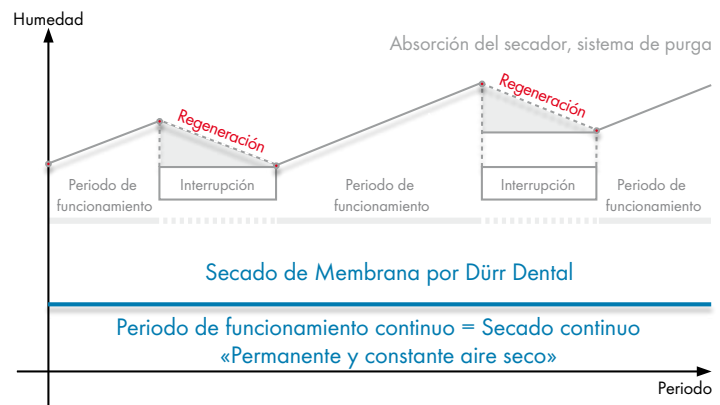 Humedad
Absorción del secador, sistema de purga
Regeneración
Regeneración
Periodo de
funcionamiento
Interrupción
Periodo de
funcionamiento
Interrupción
Periodo de
funcionamiento
Secado de Membrana por Dürr Dental
Periodo de funcionamiento continuo = Secado continuo
«Permanente y constante aire seco»
Periodo